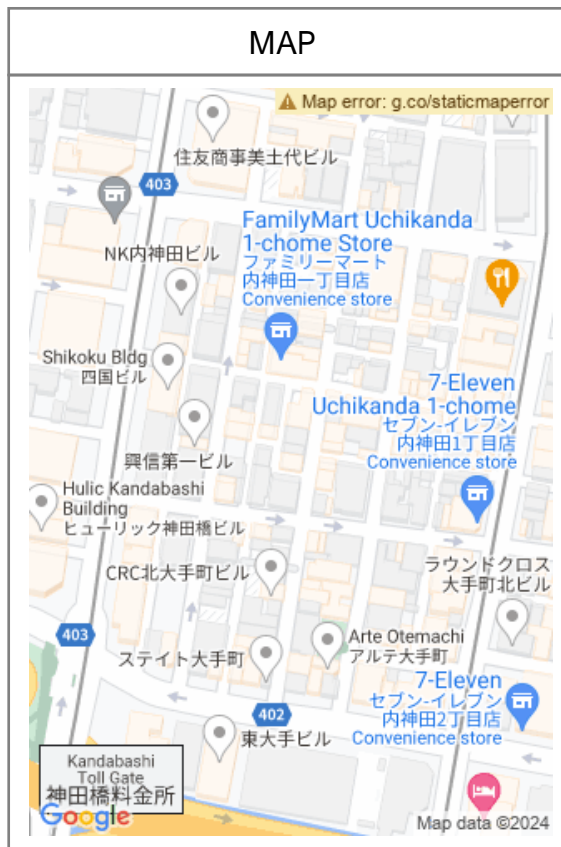 MAP
Map error: g.co/staticmaperror
住友商事美土代ビル
403
FamilyMart Uchikanda
1-chome Store
ファミリーマート
内神田一丁目店
Convenience store
NK内神田ビル
Shikoku Bldg
四国ビル
7-Eleven
Uchikanda 1-chome
セブン-イレブン
内神田1丁目店
Convenience store
興信第一ビル
Hulic Kandabashi
Building
ヒューリック神田橋ビル
CRC北大手町ビル
ラウンドクロス
大手町北ビル
403
Arte Otemachi
アルテ大手町
ステイト大手町
7-Eleven
セブン-イレブン
内神田2丁目店
Convenience store
402
東大手ビル
Kandabashi
Toll Gate
神田橋料金所
Google
Map data ©2024